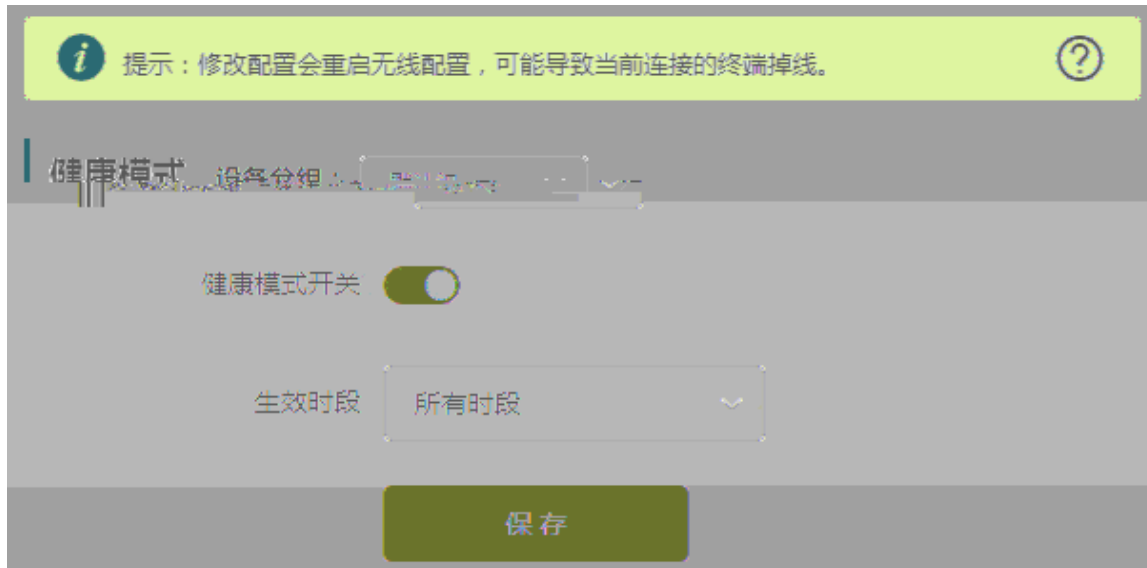 提示：修改配置会重启无线配置，可能导致当前连接的终端掉线。
健康模式 设备分组：
健康模式开关
生效时段 所有时段
保存